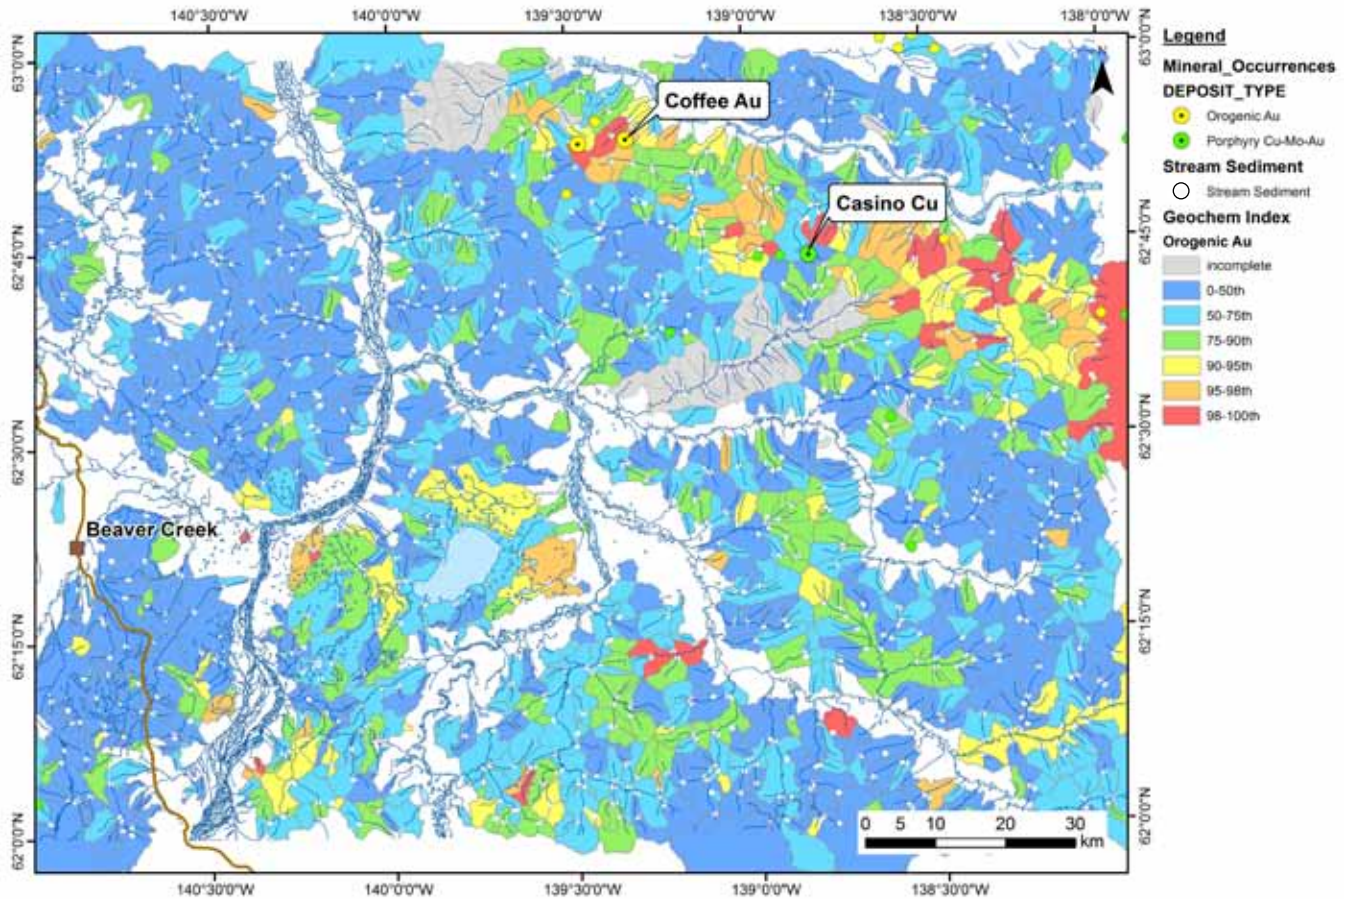 140°30'0"W 140°0'0"W 139°30'0"W 139°0'0"W 138°30'0"W 138°0'0"W
63°0'0"N
63°0'0"N
62°45'0"N
62°45'0"N
62°30'0"N
62°30'0"N
62°15'0"N
62°15'0"N
62°0'0"N
62°0'0"N
Coffee Au
Casino Cu
Beaver Creek
N
0 5 10 20 30
km
140°30'0"W 140°0'0"W 139°30'0"W 139°0'0"W 138°30'0"W
Legend
Mineral_Occurrences
DEPOSIT_TYPE
Orogenic Au
Porphyry Cu-Mo-Au
Stream Sediment
Stream Sediment
Geochem Index
Orogenic Au
incomplete
0-50th
50-75th
75-90th
90-95th
95-98th
98-100th